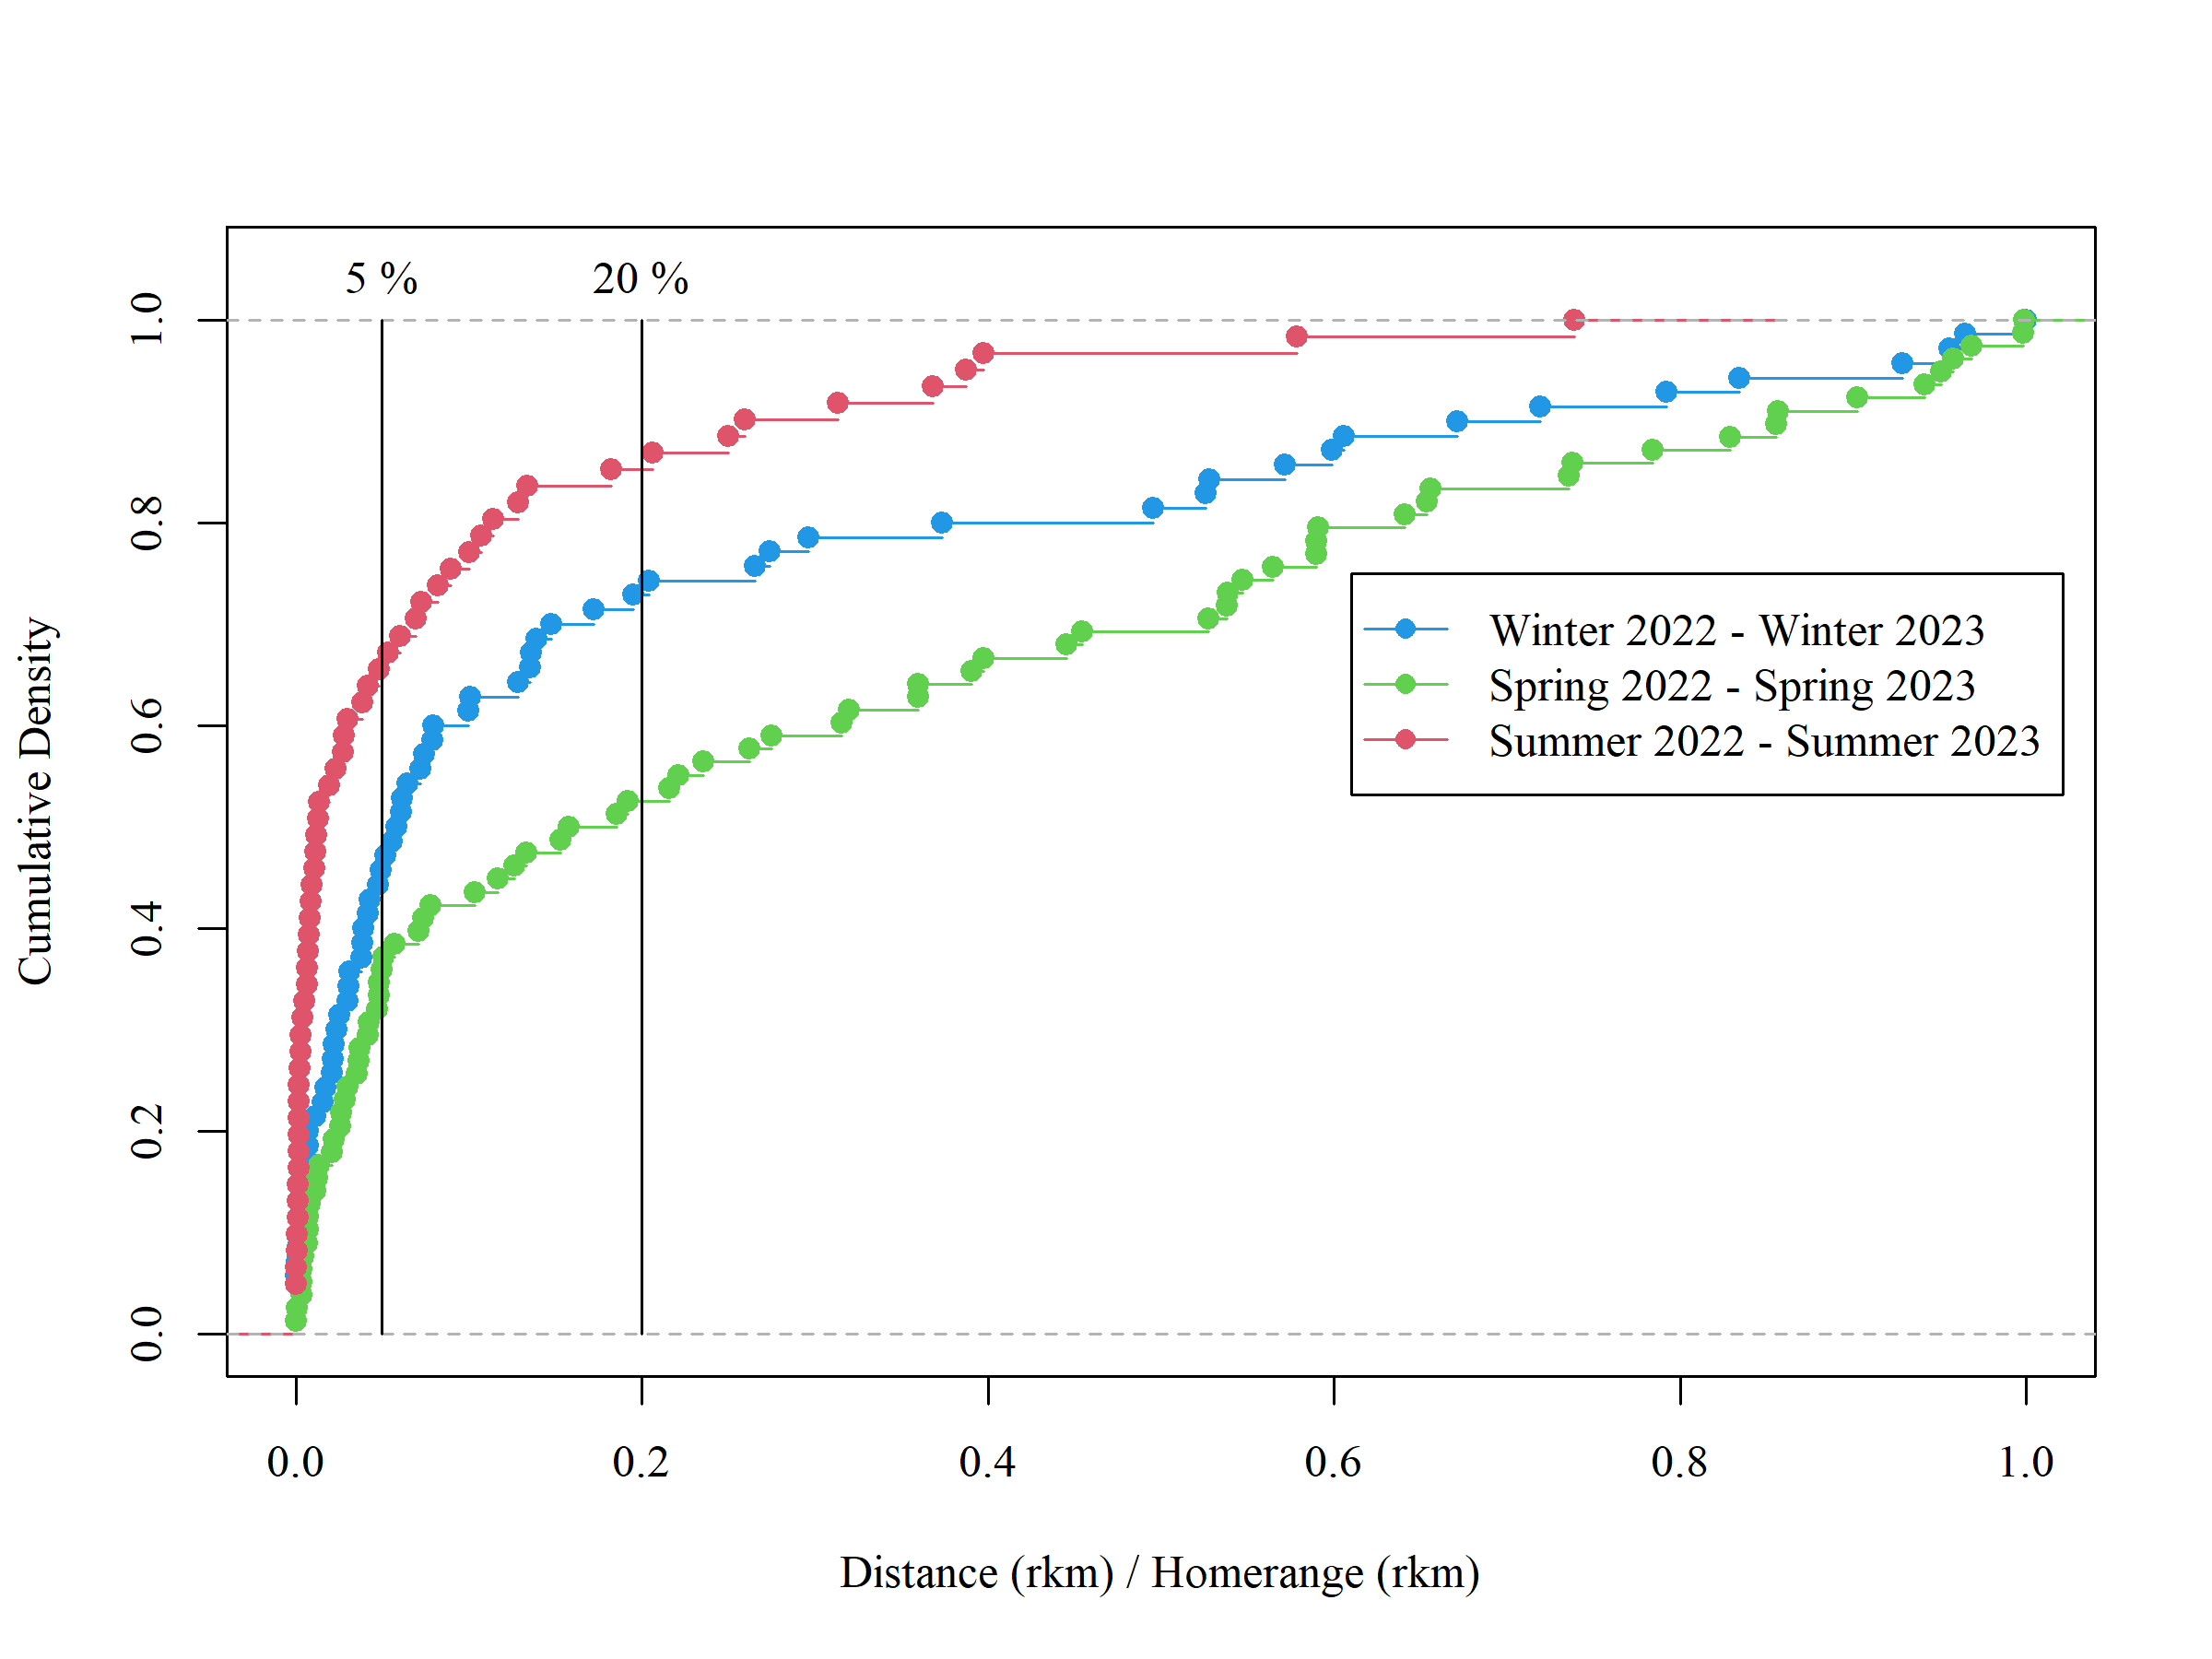 5 %
20 %
1.0
0.8
0.6
0.4
0.2
0.0
Cumulative Density
Winter 2022 - Winter 2023
Spring 2022 - Spring 2023
Summer 2022 - Summer 2023
0.0
0.2
0.4
0.6
0.8
1.0
Distance (rkm) / Homerange (rkm)